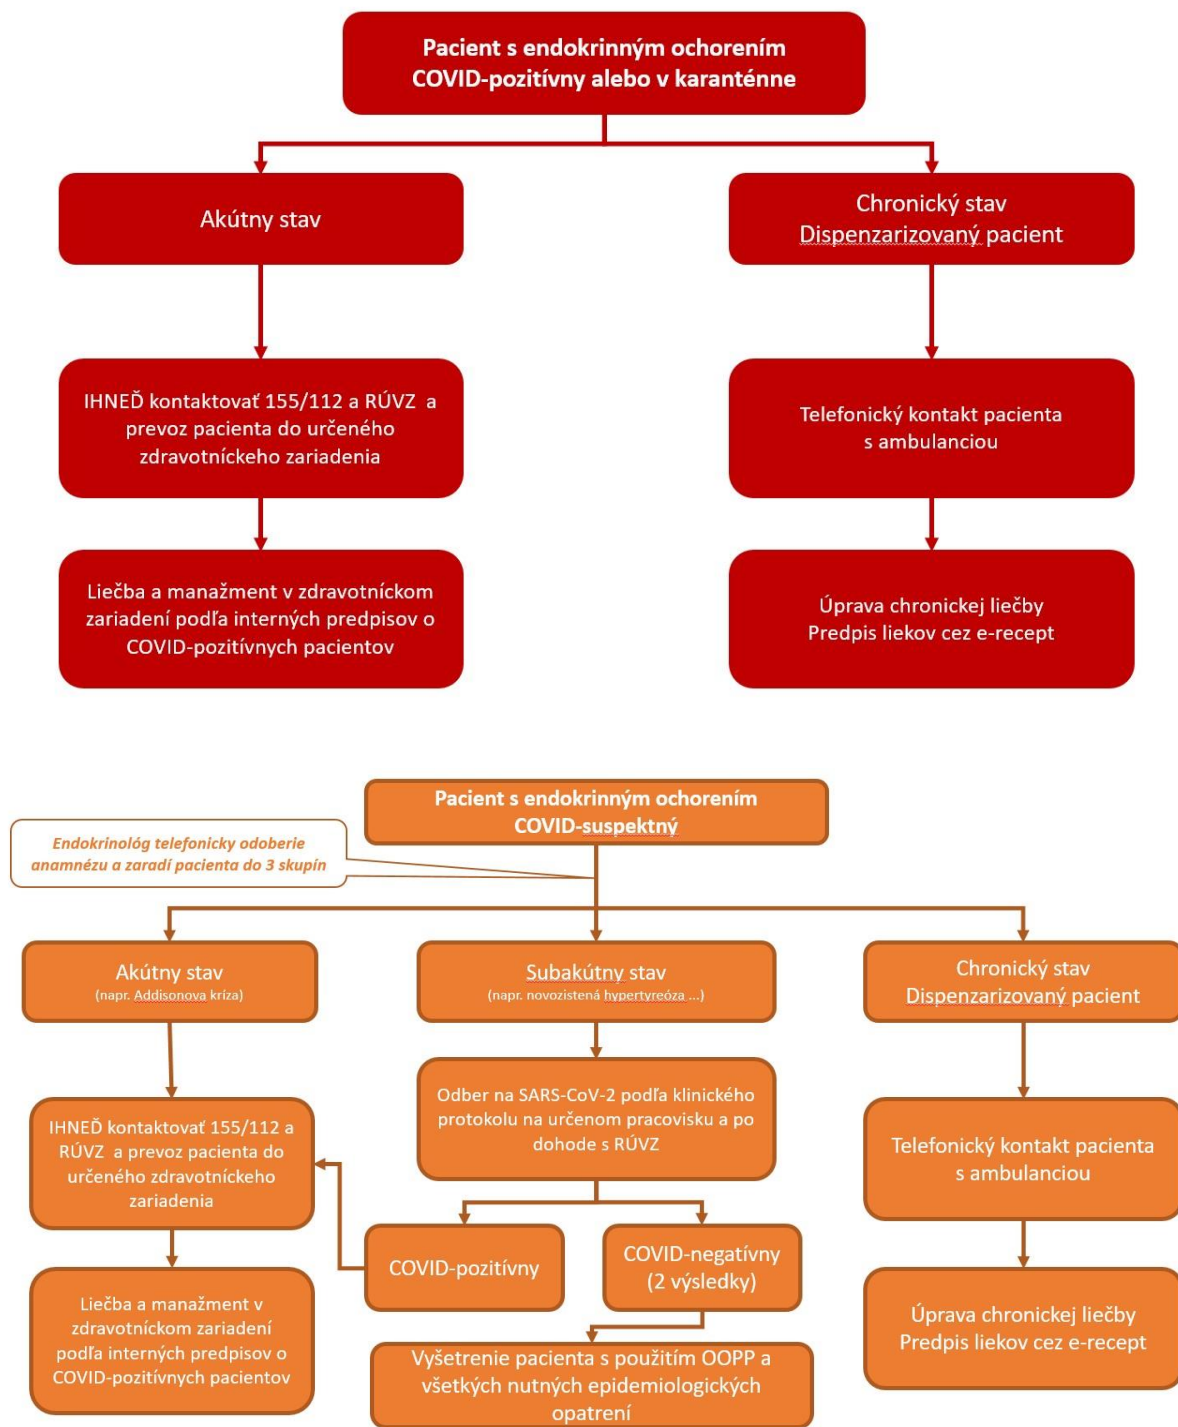 Pacient s endokrinným ochorením
COVID-pozitívny alebo v karanténne
Akútny stav
Chronický stav
Dispenzarizovaný pacient
IHNEĎ kontaktovať 155/112 a RÚVZ a
prevoz pacienta do určeného
zdravotníckeho zariadenia
Telefonický kontakt pacienta
s ambulanciou
Liečba a manažment v zdravotníckom
zariadení podľa interných predpisov o
COVID-pozitívnych pacientov
Úprava chronickej liečby
Predpis liekov cez e-recept
Pacient s endokrinným ochorením
COVID-suspektný
Endokrinológ telefonicky odoberie
anamnézu a zaradí pacienta do 3 skupín
Akútny stav
(napr. Addisonova kríza)
Subakútny stav
(napr. novozistená hypertyreóza ...)
Chronický stav
Dispenzarizovaný pacient
IHNEĎ kontaktovať 155/112 a
RÚVZ a prevoz pacienta do
určeného zdravotníckeho
zariadenia
Odber na SARS-CoV-2 podľa klinického
protokolu na určenom pracovisku a po
dohode s RÚVZ
Telefonický kontakt pacienta
s ambulanciou
COVID-pozitívny
COVID-negatívny
(2 výsledky)
Liečba a manažment v
zdravotníckom zariadení
podľa interných predpisov o
COVID-pozitívnych pacientov
Vyšetrenie pacienta s použitím OOPP a
všetkých nutných epidemiologických
opatrení
Úprava chronickej liečby
Predpis liekov cez e-recept